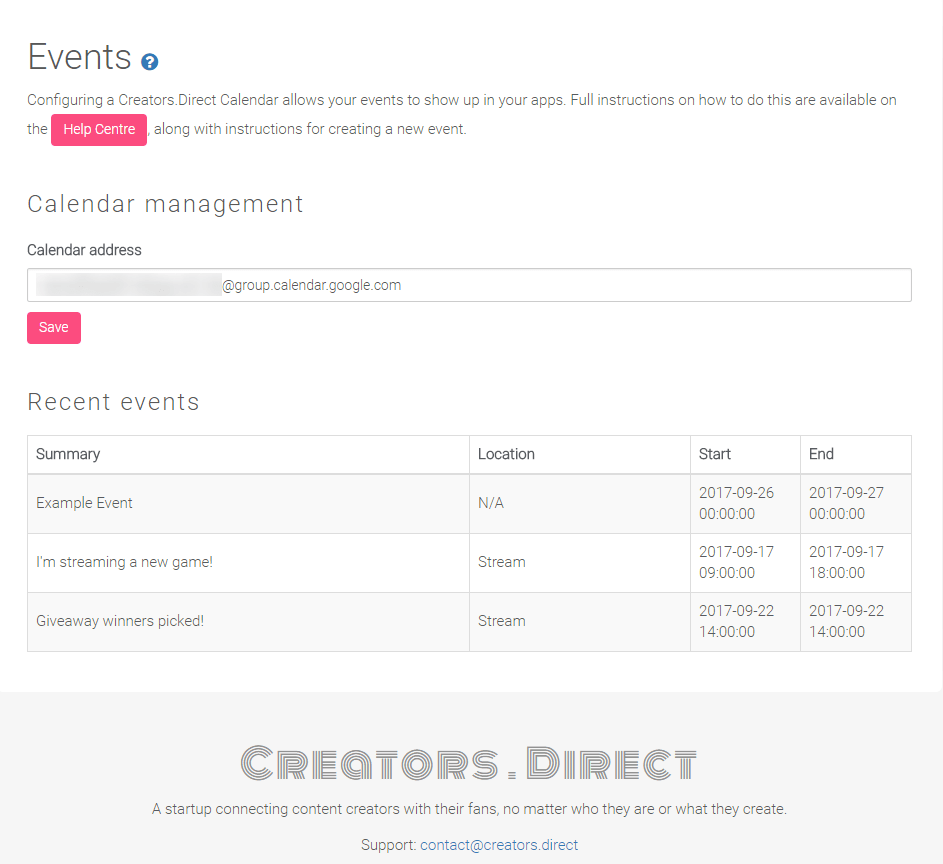 Events ?
Configuring a Creators.Direct Calendar allows your events to show up in your apps. Full instructions on how to do this are available on
the Help Centre, along with instructions for creating a new event.
Calendar management
Calendar address
@group.calendar.google.com
Save
Recent events
Summary Location Start End
Example Event N/A 2017-09-26 2017-09-27
00:00:00 00:00:00
I'm streaming a new game! Stream 2017-09-17 2017-09-17
09:00:00 18:00:00
Giveaway winners picked! Stream 2017-09-22 2017-09-22
14:00:00 14:00:00
Creators.Direct
A startup connecting content creators with their fans, no matter who they are or what they create.
Support: contact@creators.direct